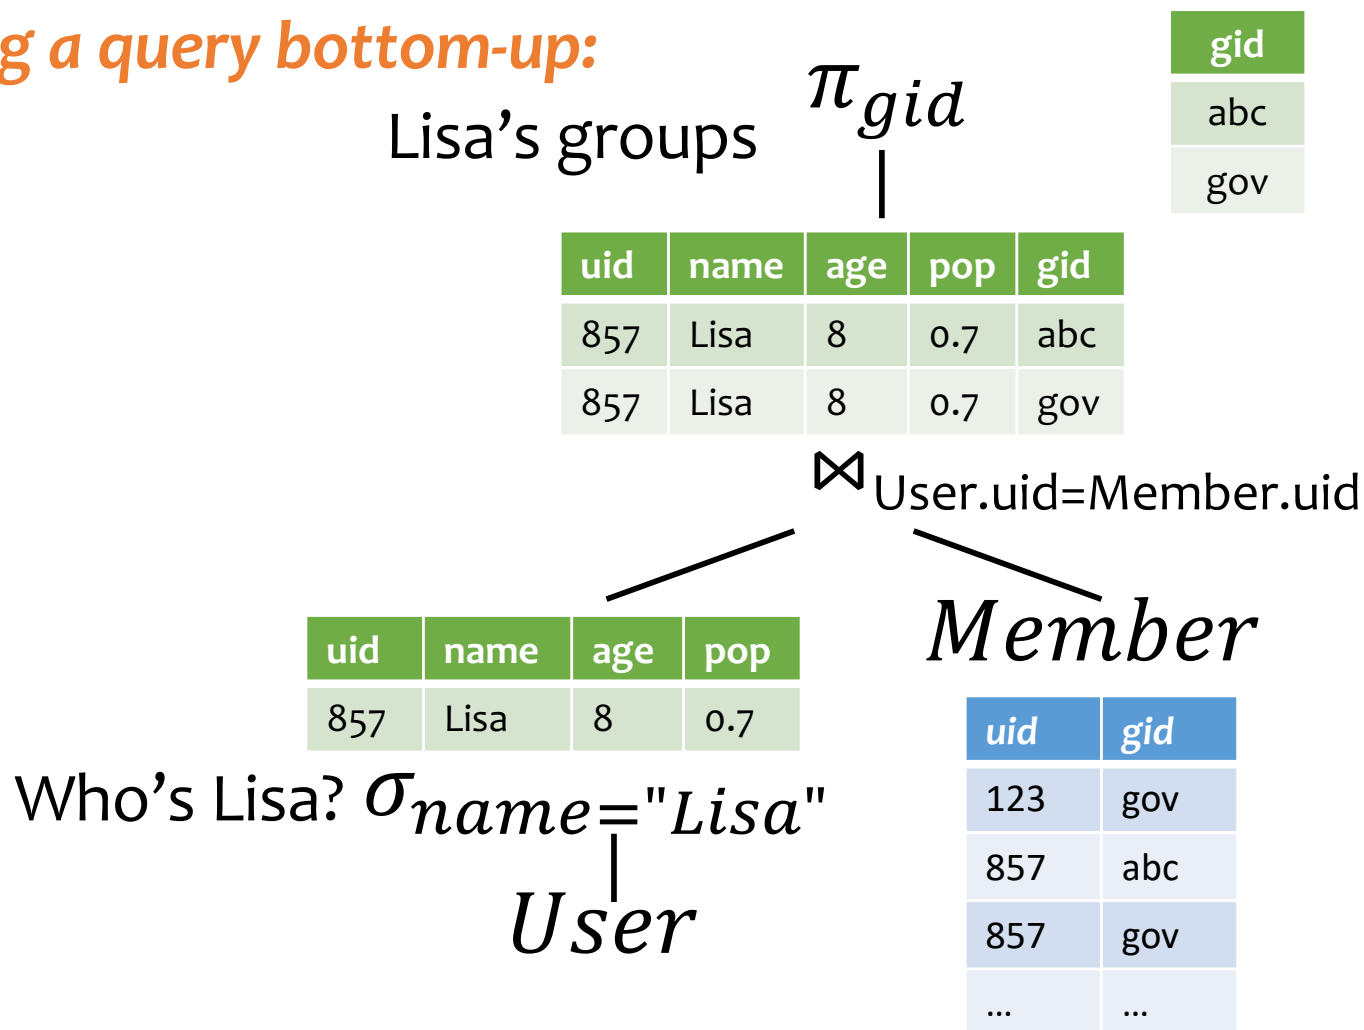 g a query bottom-up:
gid
abc
gov
Lisa's groups π_gid
uid name age pop gid
857 Lisa 8 0.7 abc
857 Lisa 8 0.7 gov
⋈ User.uid=Member.uid
uid name age pop
857 Lisa 8 0.7
Who's Lisa? σ_name="Lisa"
User
Member
uid gid
123 gov
857 abc
857 gov
... ...